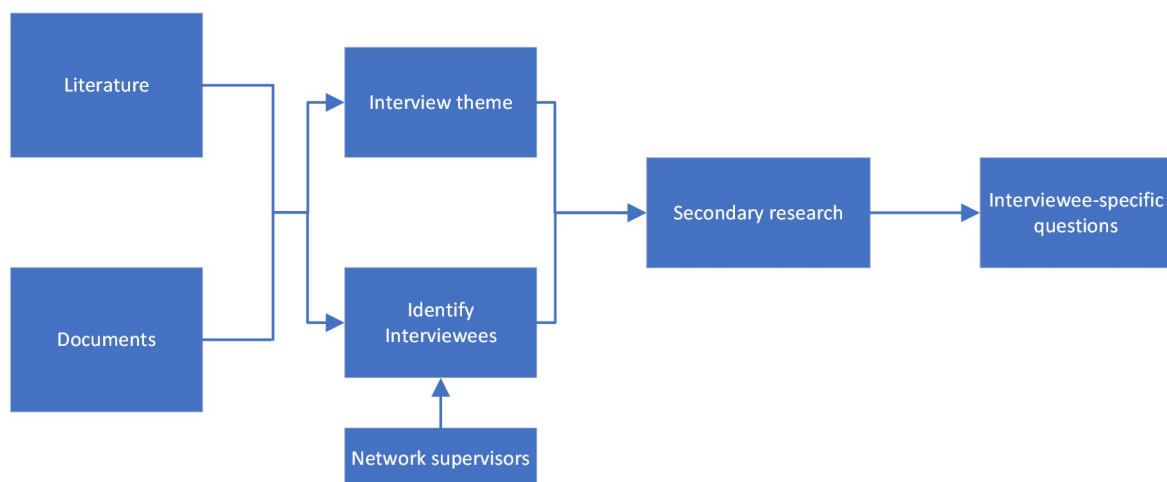 Literature
Interview theme
Secondary research
Interviewee-specific
questions
Documents
Identify
Interviewees
Network supervisors